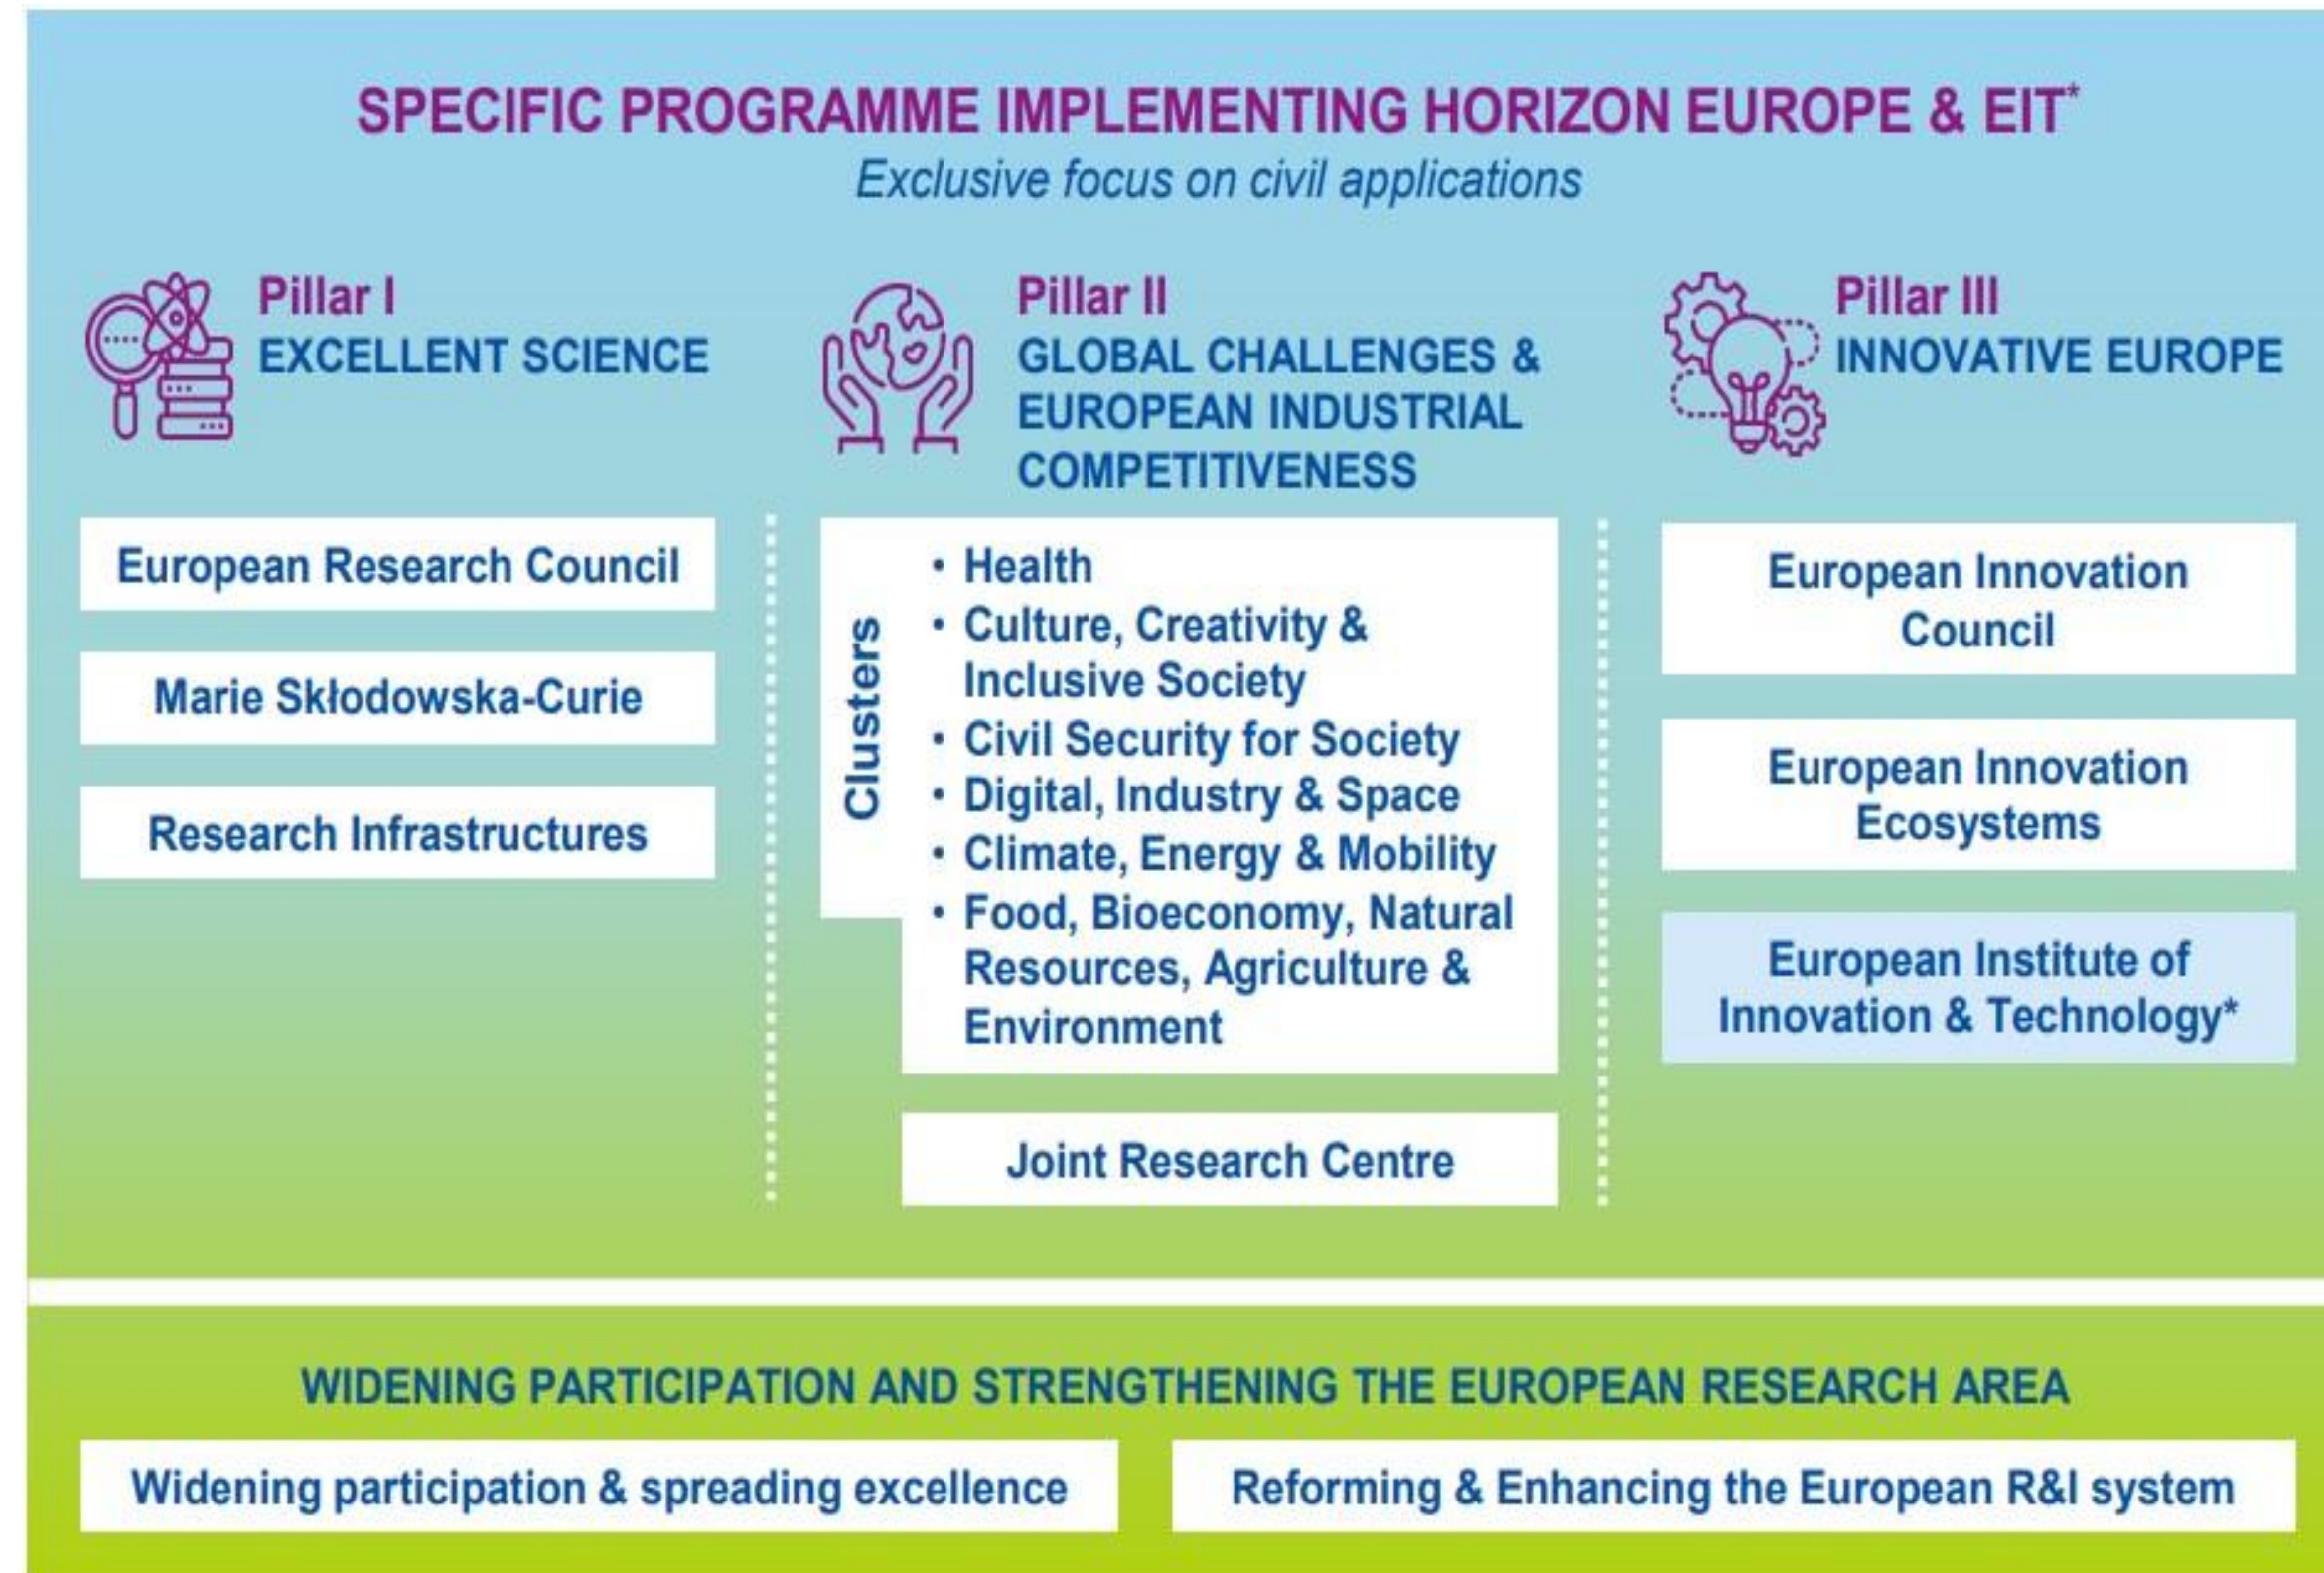 SPECIFIC PROGRAMME IMPLEMENTING HORIZON EUROPE & EIT*
Exclusive focus on civil applications
Pillar I
EXCELLENT SCIENCE
European Research Council
Marie Skłodowska-Curie
Research Infrastructures
Pillar II
GLOBAL CHALLENGES &
EUROPEAN INDUSTRIAL
COMPETITIVENESS
Clusters
• Health
• Culture, Creativity &
Inclusive Society
• Civil Security for Society
• Digital, Industry & Space
• Climate, Energy & Mobility
• Food, Bioeconomy, Natural
Resources, Agriculture &
Environment
Joint Research Centre
Pillar III
INNOVATIVE EUROPE
European Innovation
Council
European Innovation
Ecosystems
European Institute of
Innovation & Technology*
WIDENING PARTICIPATION AND STRENGTHENING THE EUROPEAN RESEARCH AREA
Widening participation & spreading excellence
Reforming & Enhancing the European R&I system